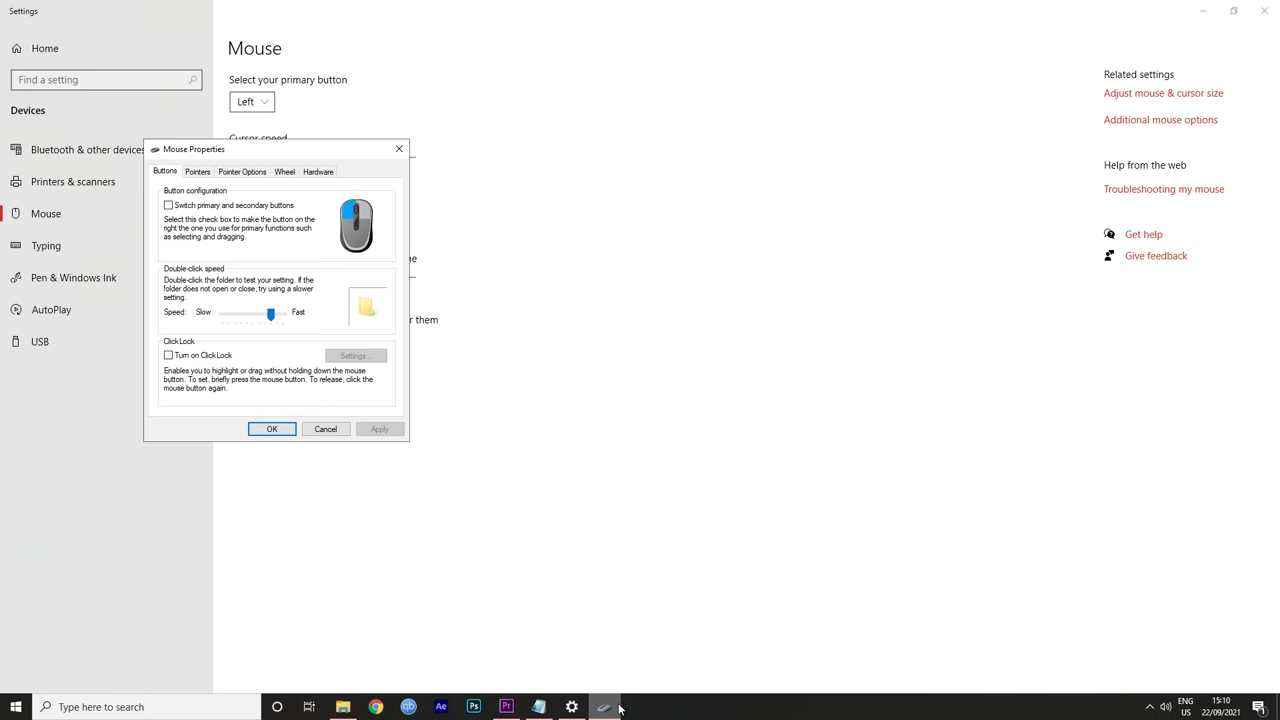 Settings
Home
Find a setting
Devices
Bluetooth & other devices
Printers & scanners
Mouse
Typing
Pen & Windows Ink
AutoPlay
USB
Mouse
Select your primary button
Left
Cursor speed
Mouse Properties
Buttons
Pointers
Pointer Options
Wheel
Hardware
Button configuration
Switch primary and secondary buttons
Select this check box to make the button on the
right the one you use for primary functions such
as selecting and dragging.
Double-click speed
Double-click the folder to test your setting. If the
folder does not open or close, try using a slower
setting.
Speed: Slow Fast
ClickLock
Turn on ClickLock
Settings...
Enables you to highlight or drag without holding down the mouse
button. To set, briefly press the mouse button. To release, click the
mouse button again.
OK
Cancel
Apply
r them
Related settings
Adjust mouse & cursor size
Additional mouse options
Help from the web
Troubleshooting my mouse
Get help
Give feedback
Type here to search
qb
Ae
Ps
Pr
ENG
US
15:10
22/09/2021
1